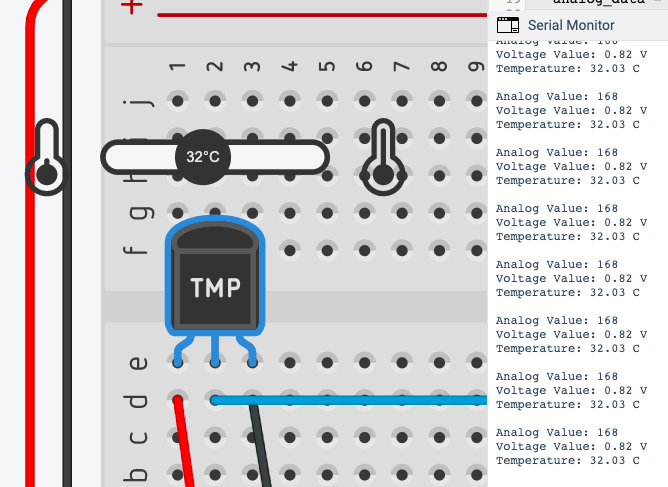 +
Serial Monitor
1 2 3 4 5 6 7 8 9
j
h
g
f
e
d
c
b
32°C
TMP
Analog Value: 168
Voltage Value: 0.82 V
Temperature: 32.03 C
Analog Value: 168
Voltage Value: 0.82 V
Temperature: 32.03 C
Analog Value: 168
Voltage Value: 0.82 V
Temperature: 32.03 C
Analog Value: 168
Voltage Value: 0.82 V
Temperature: 32.03 C
Analog Value: 168
Voltage Value: 0.82 V
Temperature: 32.03 C
Analog Value: 168
Voltage Value: 0.82 V
Temperature: 32.03 C
Analog Value: 168
Voltage Value: 0.82 V
Temperature: 32.03 C
Analog Value: 168
Voltage Value: 0.82 V
Temperature: 32.03 C